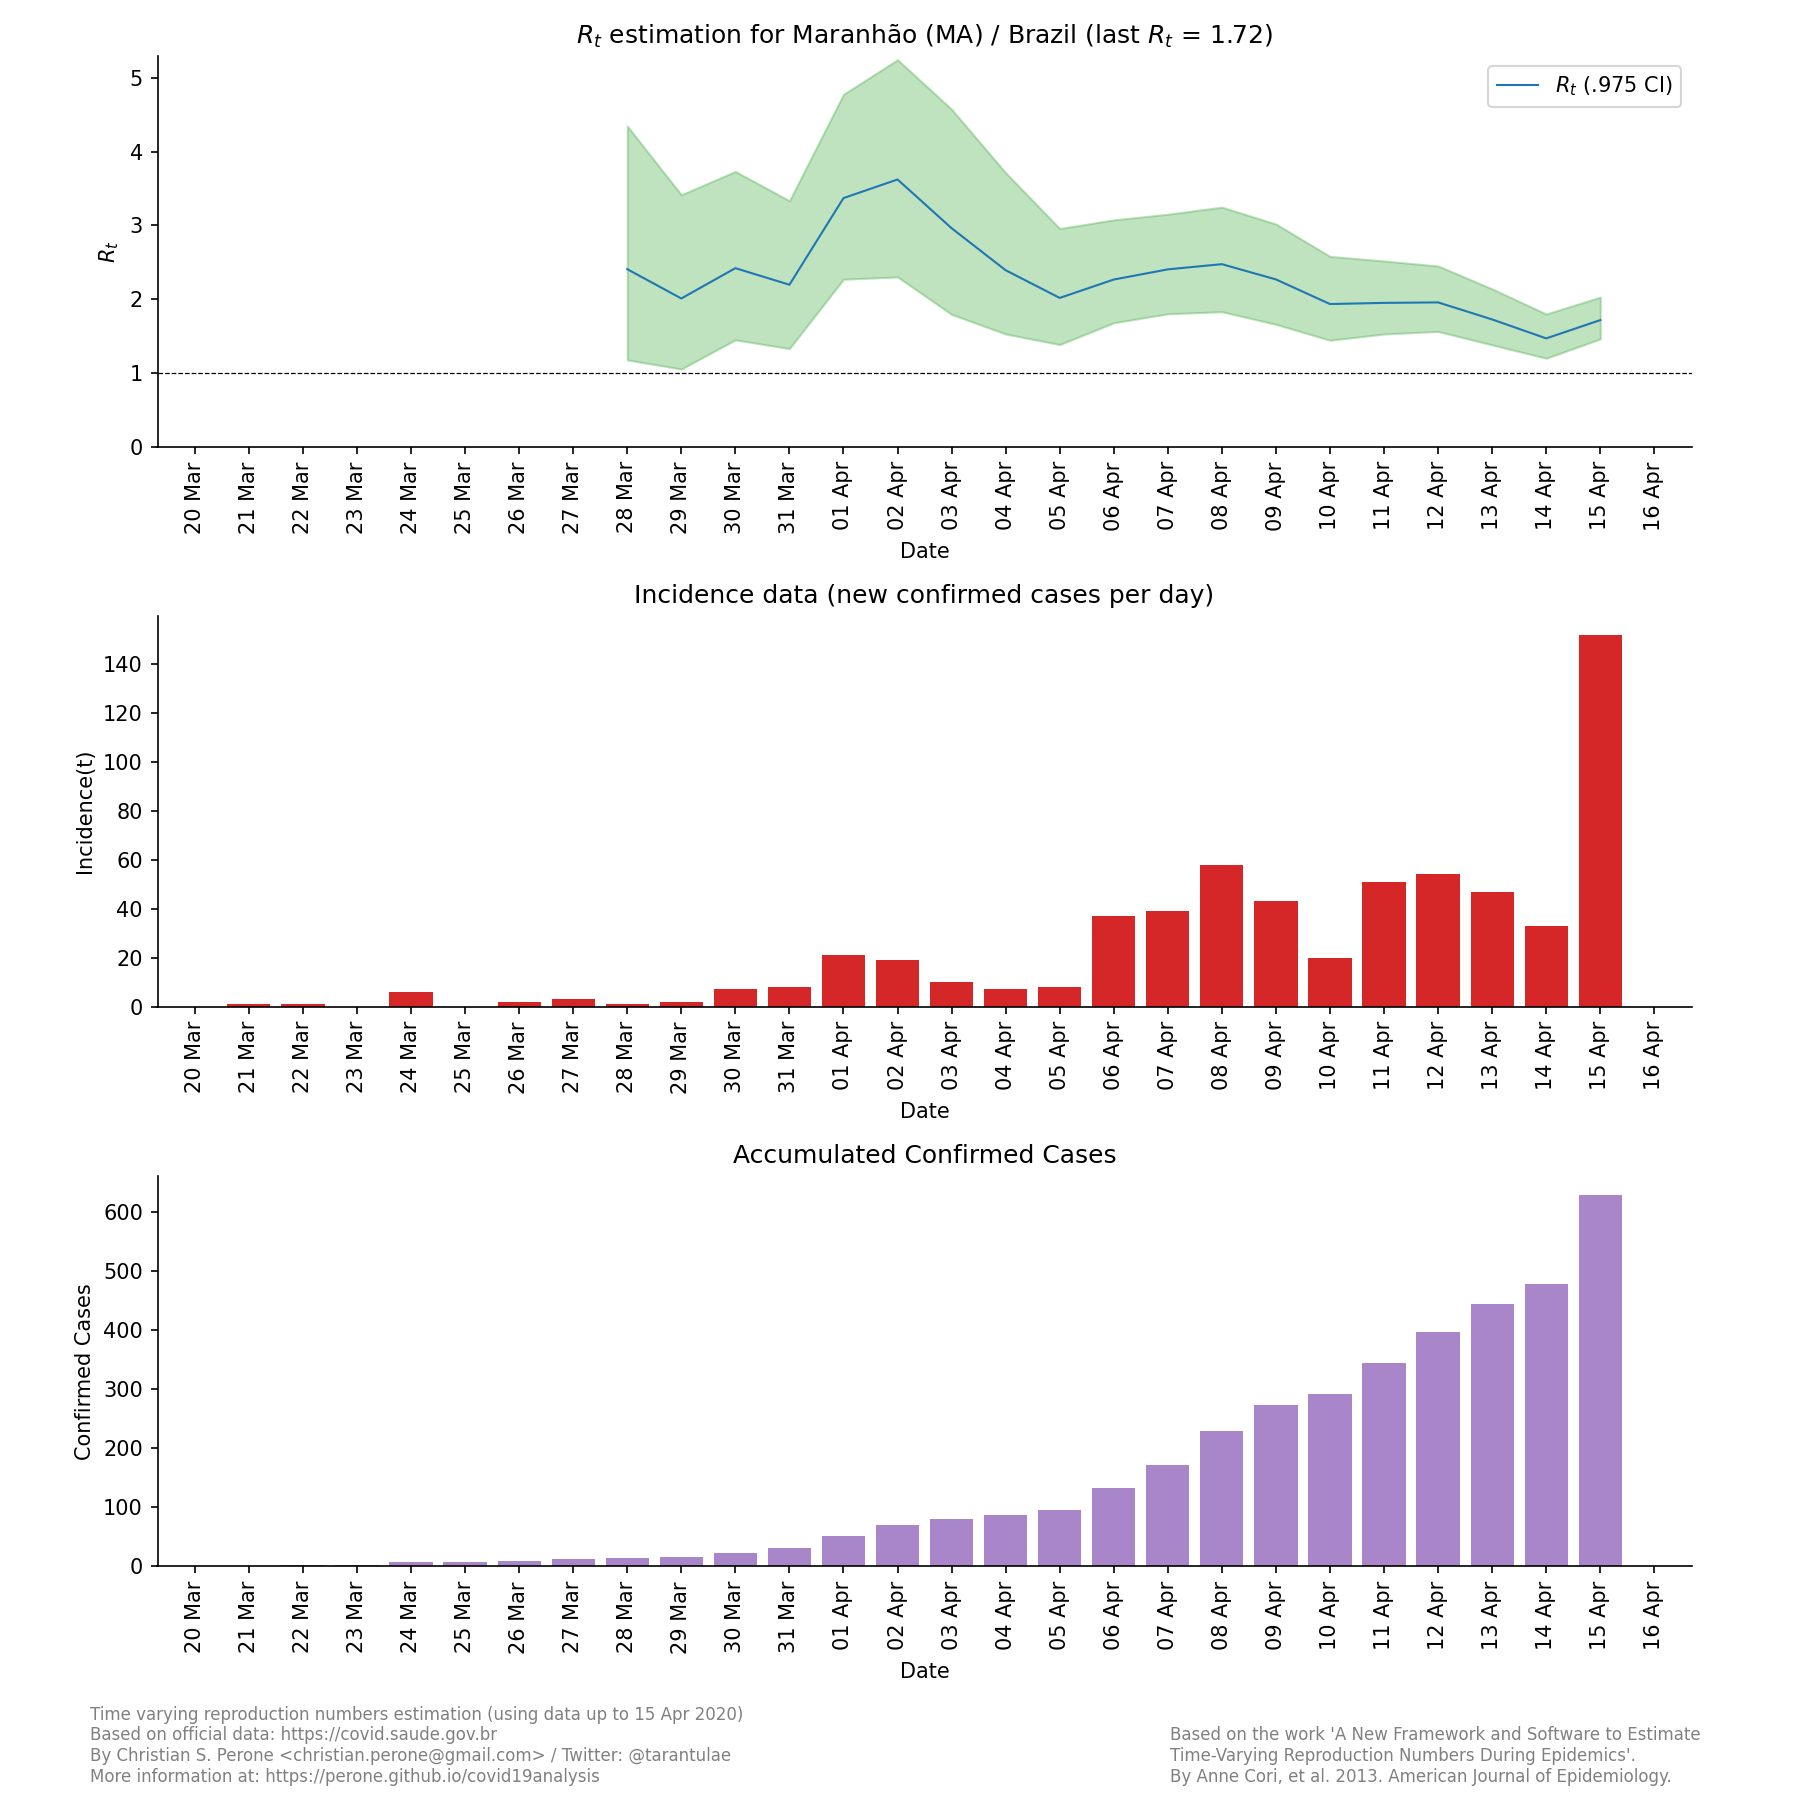 R_t estimation for Maranhão (MA) / Brazil (last R_t = 1.72)
R_t (.975 CI)
R_t
5
4
3
2
1
0
20 Mar
21 Mar
22 Mar
23 Mar
24 Mar
25 Mar
26 Mar
27 Mar
28 Mar
29 Mar
30 Mar
31 Mar
01 Apr
02 Apr
03 Apr
04 Apr
05 Apr
06 Apr
07 Apr
08 Apr
09 Apr
10 Apr
11 Apr
12 Apr
13 Apr
14 Apr
15 Apr
16 Apr
Date
Incidence data (new confirmed cases per day)
Incidence(t)
140
120
100
80
60
40
20
0
20 Mar
21 Mar
22 Mar
23 Mar
24 Mar
25 Mar
26 Mar
27 Mar
28 Mar
29 Mar
30 Mar
31 Mar
01 Apr
02 Apr
03 Apr
04 Apr
05 Apr
06 Apr
07 Apr
08 Apr
09 Apr
10 Apr
11 Apr
12 Apr
13 Apr
14 Apr
15 Apr
16 Apr
Date
Accumulated Confirmed Cases
Confirmed Cases
600
500
400
300
200
100
0
20 Mar
21 Mar
22 Mar
23 Mar
24 Mar
25 Mar
26 Mar
27 Mar
28 Mar
29 Mar
30 Mar
31 Mar
01 Apr
02 Apr
03 Apr
04 Apr
05 Apr
06 Apr
07 Apr
08 Apr
09 Apr
10 Apr
11 Apr
12 Apr
13 Apr
14 Apr
15 Apr
16 Apr
Date
Time varying reproduction numbers estimation (using data up to 15 Apr 2020)
Based on official data: https://covid.saude.gov.br
By Christian S. Perone <christian.perone@gmail.com> / Twitter: @tarantulae
More information at: https://perone.github.io/covid19analysis
Based on the work 'A New Framework and Software to Estimate
Time-Varying Reproduction Numbers During Epidemics'.
By Anne Cori, et al. 2013. American Journal of Epidemiology.